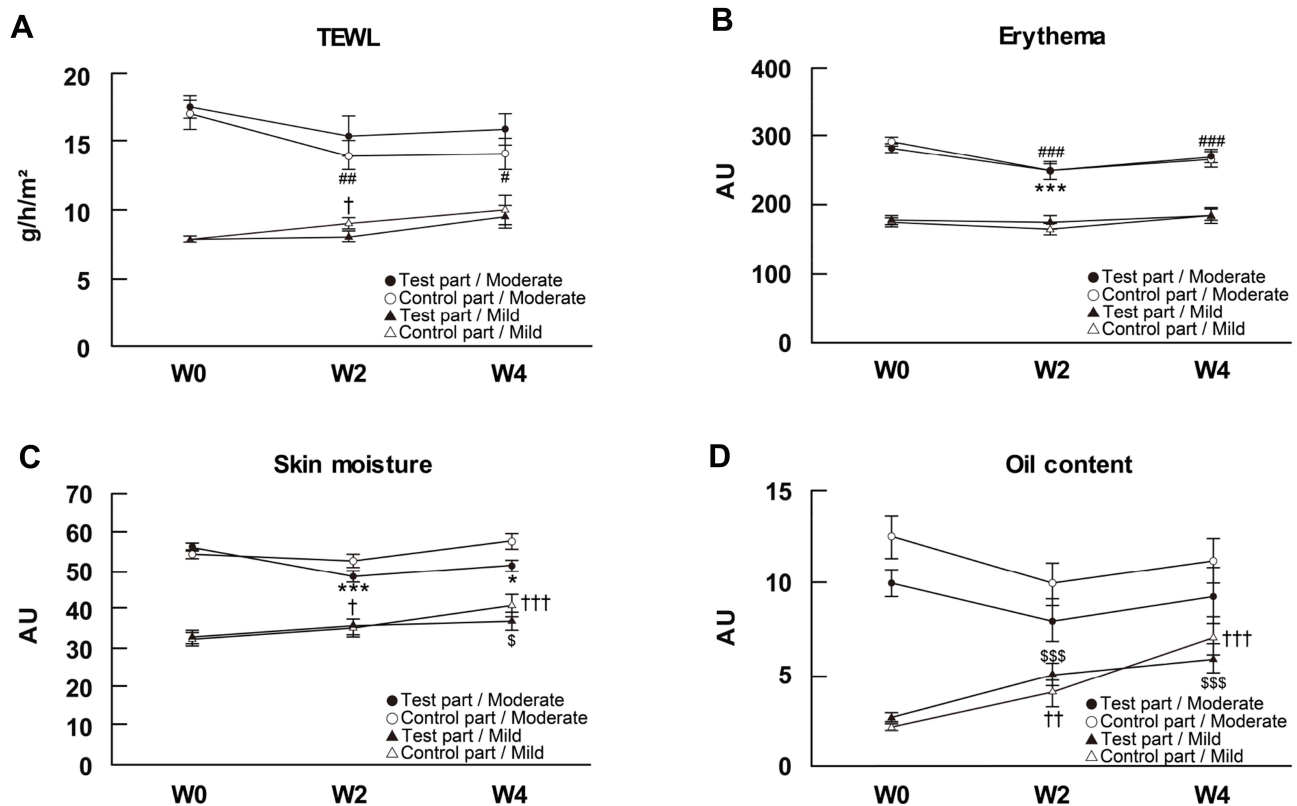 A
TEWL
20
15
10
5
0
g/h/m²
##
#
†
● Test part / Moderate
○ Control part / Moderate
▲ Test part / Mild
△ Control part / Mild
W0 W2 W4
B
Erythema
400
300
200
100
0
AU
###
###
***
● Test part / Moderate
○ Control part / Moderate
▲ Test part / Mild
△ Control part / Mild
W0 W2 W4
C
Skin moisture
70
60
50
40
30
20
10
0
AU
***
*
†
†††
$
● Test part / Moderate
○ Control part / Moderate
▲ Test part / Mild
△ Control part / Mild
W0 W2 W4
D
Oil content
15
10
5
0
AU
$$$
†††
$$$
††
● Test part / Moderate
○ Control part / Moderate
▲ Test part / Mild
△ Control part / Mild
W0 W2 W4